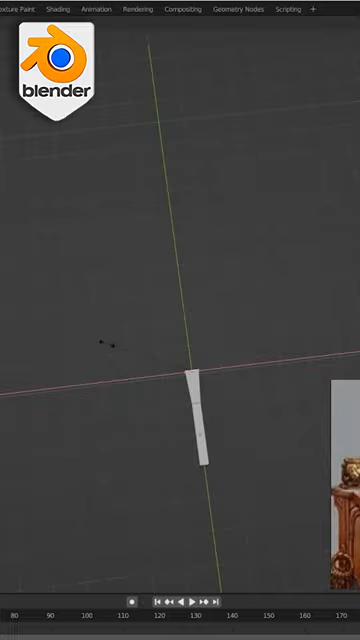 exture Paint Shading Animation Rendering Compositing Geometry Nodes Scripting +
blender
80 90 100 110 120 130 140 150 160 170